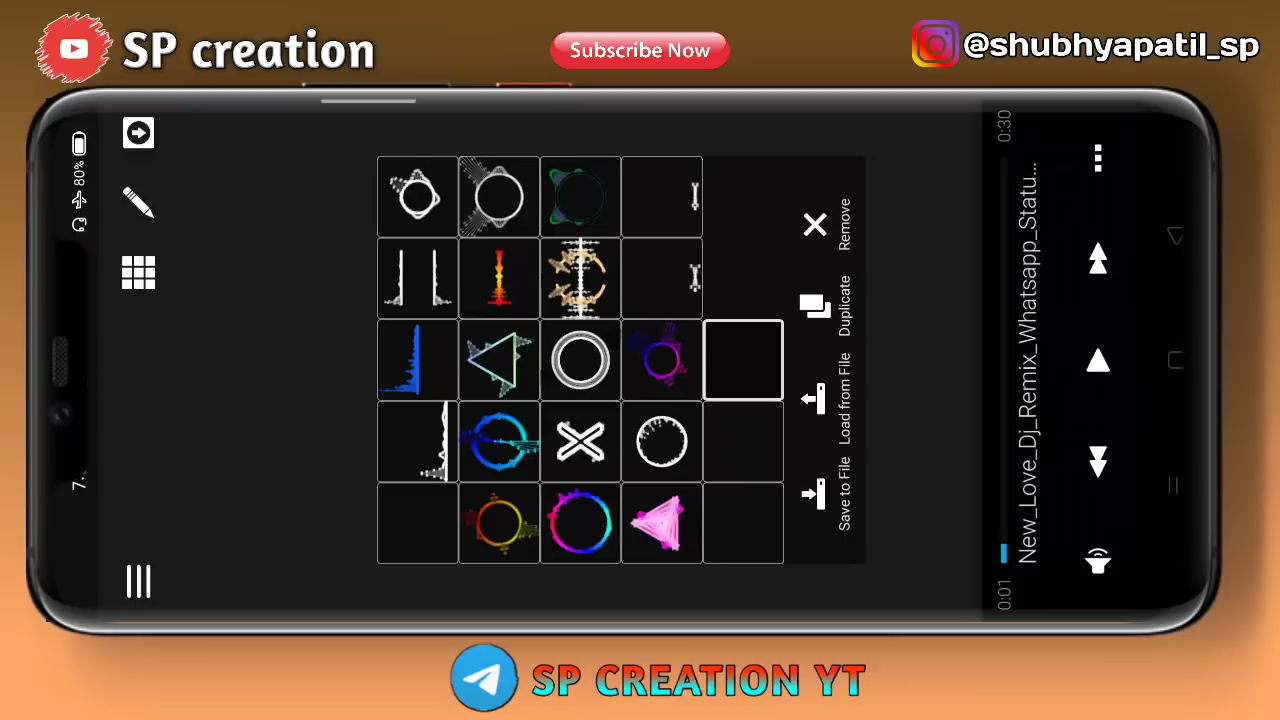 SP creation
Subscribe Now
@shubhyapatil_sp
80%
7..
Remove
Duplicate
Load from File
Save to File
0:30
0:01
New_Love_Dj_Remix_Whatsapp_Statu...
SP CREATION YT